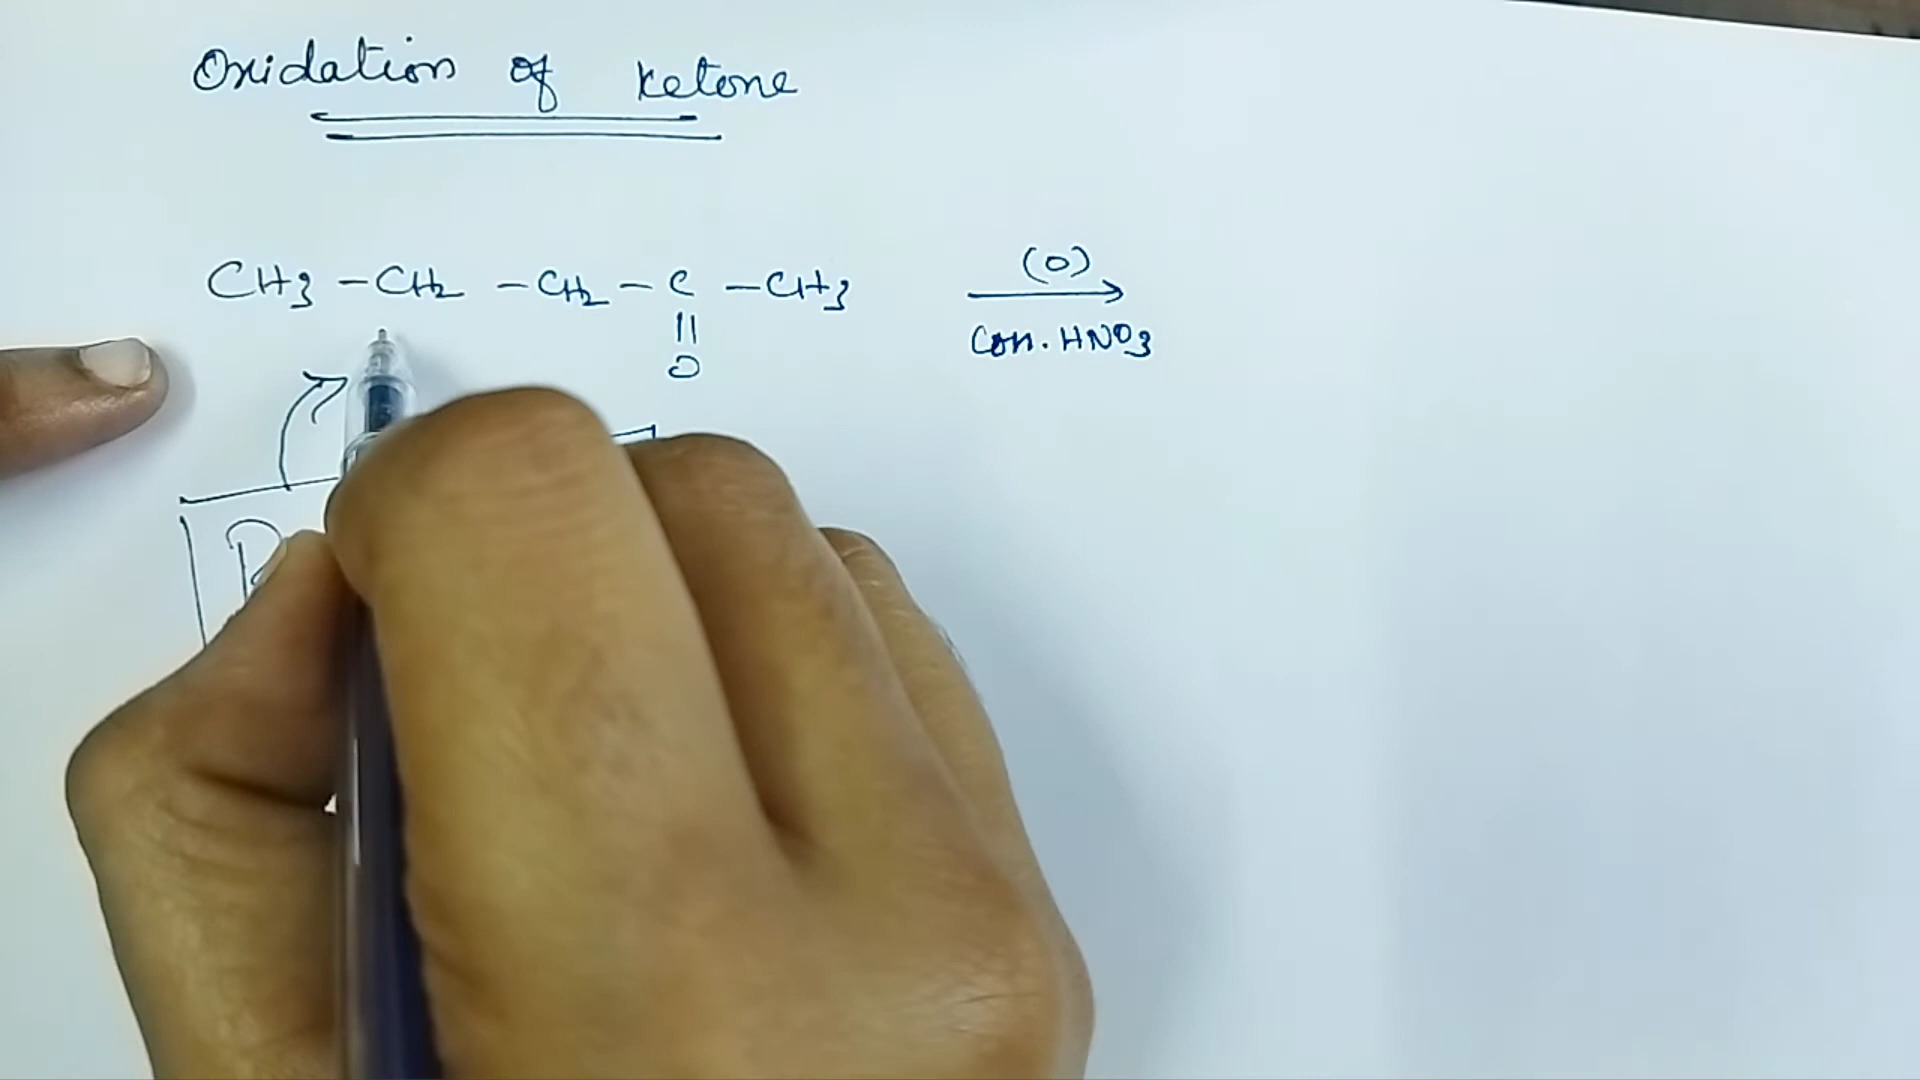 Oxidation of ketone
CH3 - CH2 - CH2 - C - CH3 (O)
|| Con. HNO3
O